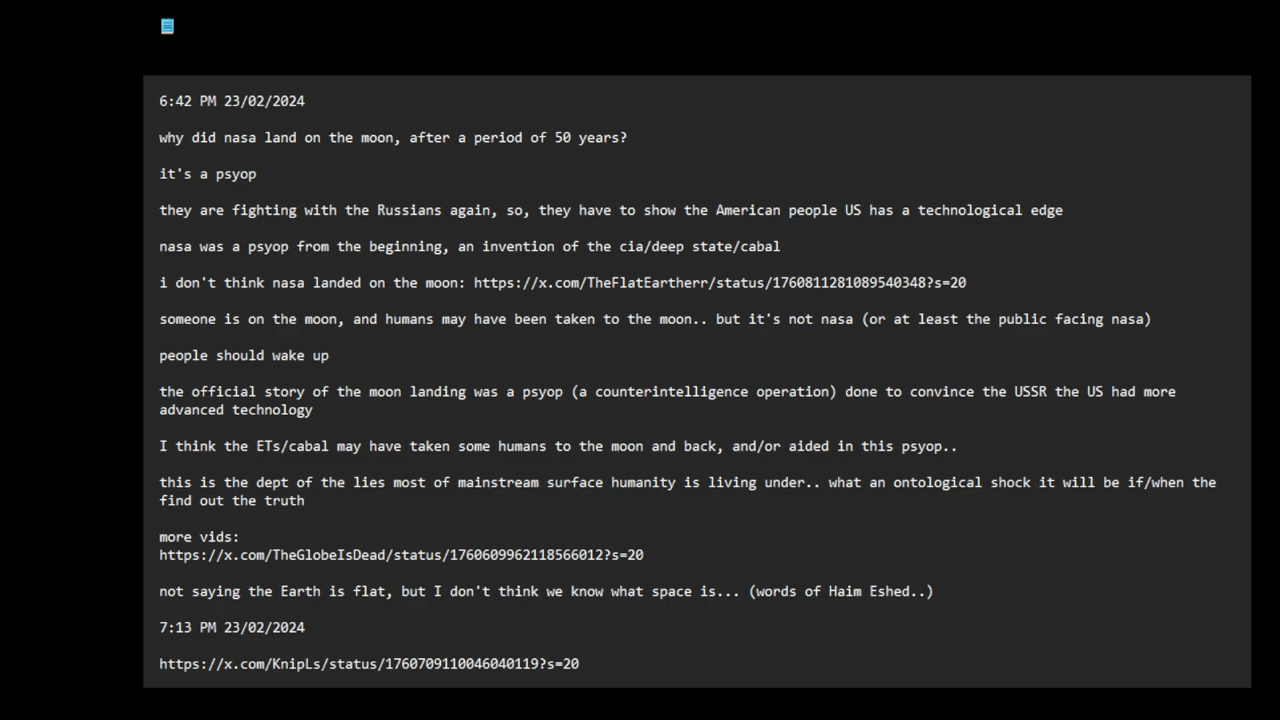 6:42 PM 23/02/2024
why did nasa land on the moon, after a period of 50 years?
it's a psyop
they are fighting with the Russians again, so, they have to show the American people US has a technological edge
nasa was a psyop from the beginning, an invention of the cia/deep state/cabal
i don't think nasa landed on the moon: https://x.com/TheFlatEartherr/status/1760811281089540348?s=20
someone is on the moon, and humans may have been taken to the moon.. but it's not nasa (or at least the public facing nasa)
people should wake up
the official story of the moon landing was a psyop (a counterintelligence operation) done to convince the USSR the US had more
advanced technology
I think the ETs/cabal may have taken some humans to the moon and back, and/or aided in this psyop..
this is the dept of the lies most of mainstream surface humanity is living under.. what an ontological shock it will be if/when the
find out the truth
more vids:
https://x.com/TheGlobeIsDead/status/1760609962118566012?s=20
not saying the Earth is flat, but I don't think we know what space is... (words of Haim Eshed..)
7:13 PM 23/02/2024
https://x.com/KnipLs/status/1760709110046040119?s=20